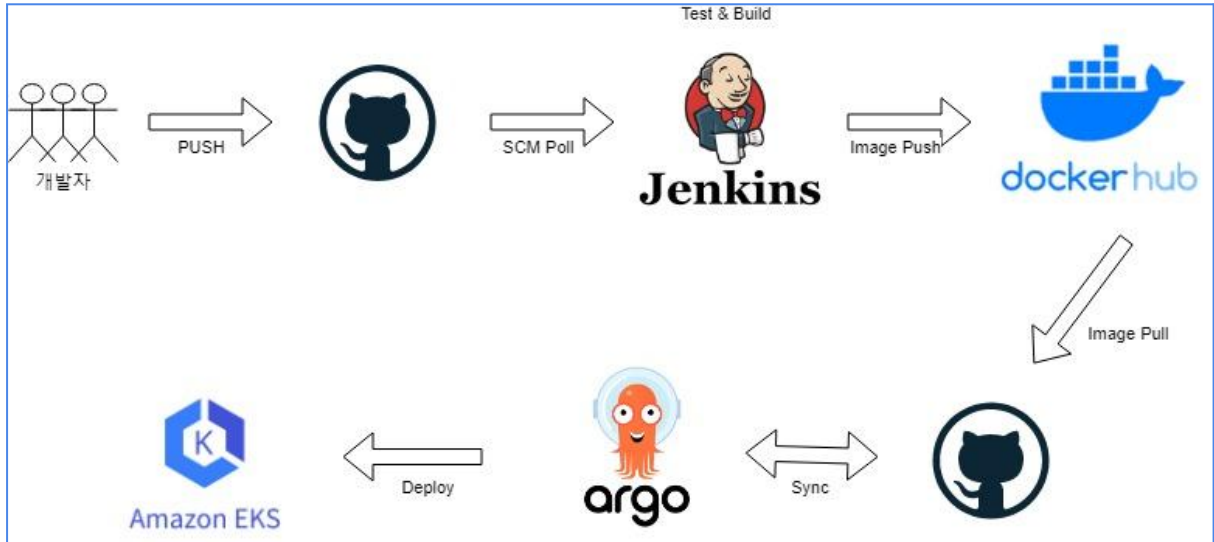 Test & Build
PUSH
SCM Poll
Image Push
개발자
Jenkins
docker hub
Image Pull
K
argo
Sync
Deploy
Amazon EKS